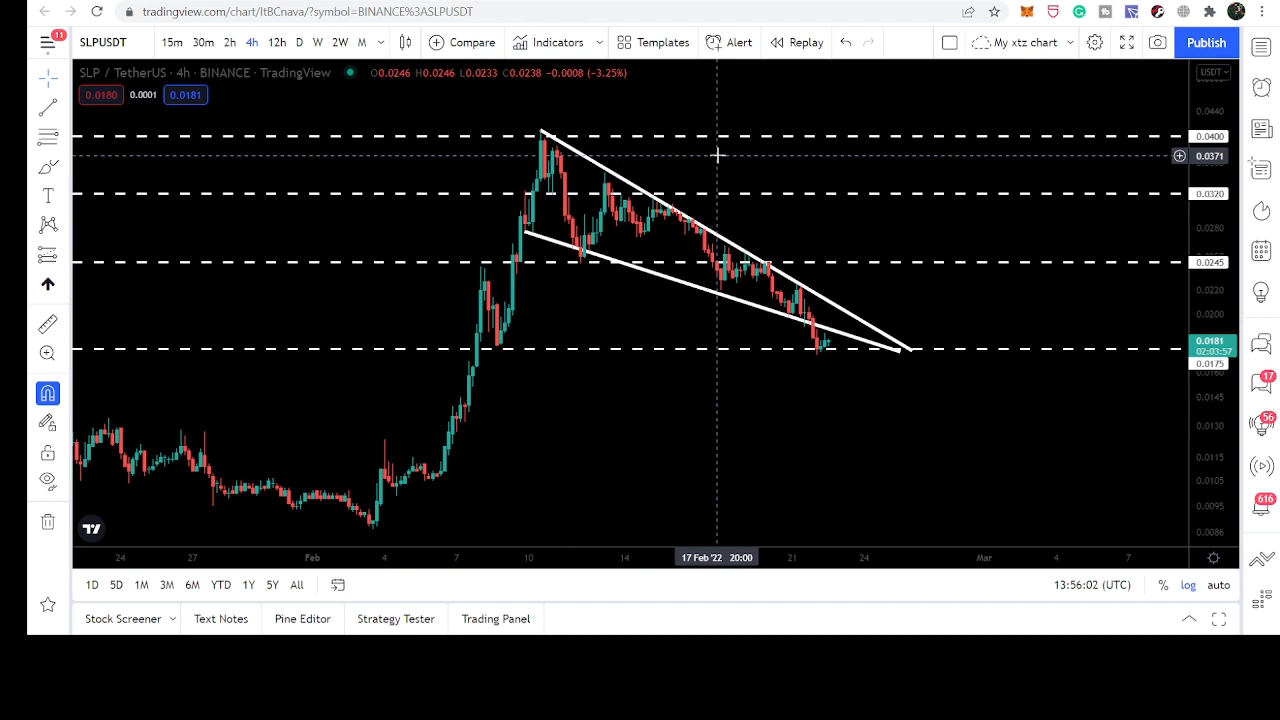 tradingview.com/chart/ltBCnava/?symbol=BINANCE%3ASLPUSDT
11
SLPUSDT 15m 30m 2h 4h 12h D W 2W M Compare Indicators Templates Alert Replay My xtz chart Publish
SLP / TetherUS · 4h · BINANCE · TradingView O0.0246 H0.0246 L0.0233 C0.0238 -0.0008 (-3.25%)
USDT
0.0180 0.0001 0.0181
0.0440
0.0400
0.0371
0.0320
0.0280
0.0245
0.0220
0.0200
0.0181
02:03:57
0.0175
0.0160
0.0145
0.0130
0.0115
0.0105
0.0095
0.0086
17
56
616
24 27 Feb 4 7 10 14 17 Feb '22 20:00 21 24 Mar 4 7
1D 5D 1M 3M 6M YTD 1Y 5Y All 13:56:02 (UTC) % log auto
Stock Screener Text Notes Pine Editor Strategy Tester Trading Panel